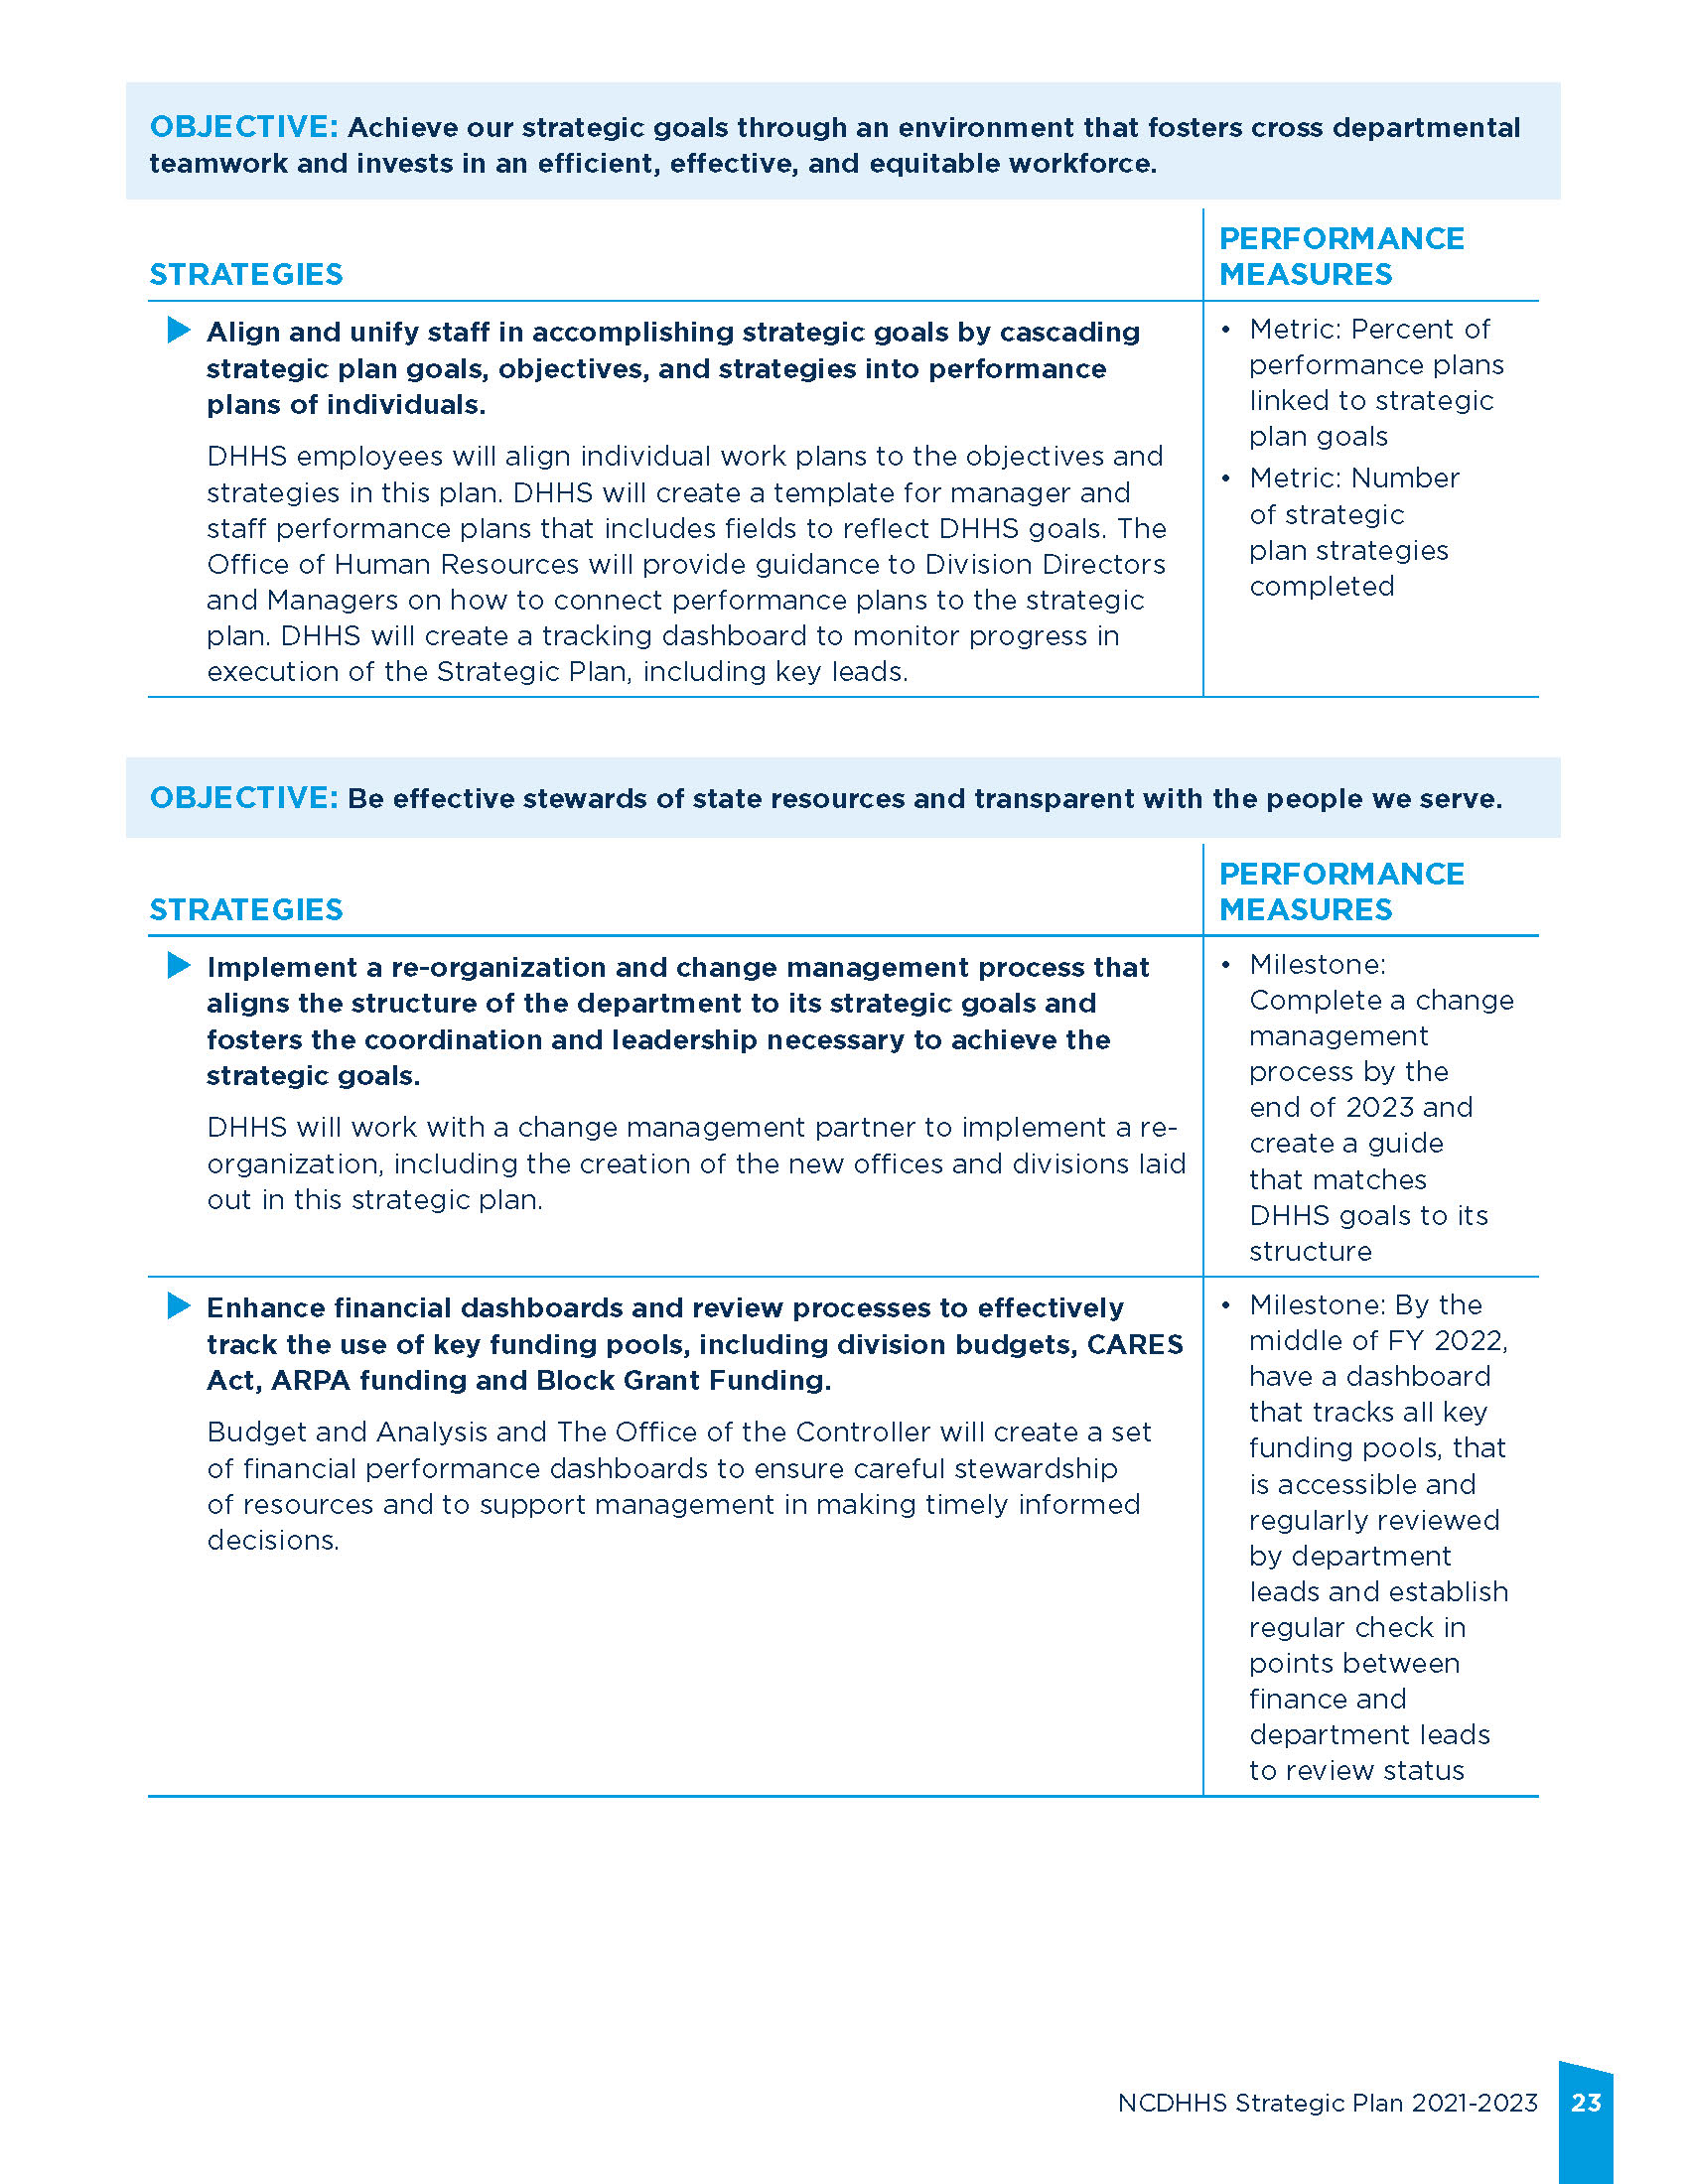 OBJECTIVE: Achieve our strategic goals through an environment that fosters cross departmental
teamwork and invests in an efficient, effective, and equitable workforce.
STRATEGIES
PERFORMANCE
MEASURES
Align and unify staff in accomplishing strategic goals by cascading
strategic plan goals, objectives, and strategies into performance
plans of individuals.
DHHS employees will align individual work plans to the objectives and
strategies in this plan. DHHS will create a template for manager and
staff performance plans that includes fields to reflect DHHS goals. The
Office of Human Resources will provide guidance to Division Directors
and Managers on how to connect performance plans to the strategic
plan. DHHS will create a tracking dashboard to monitor progress in
execution of the Strategic Plan, including key leads.
• Metric: Percent of
performance plans
linked to strategic
plan goals
• Metric: Number
of strategic
plan strategies
completed
OBJECTIVE: Be effective stewards of state resources and transparent with the people we serve.
STRATEGIES
PERFORMANCE
MEASURES
Implement a re-organization and change management process that
aligns the structure of the department to its strategic goals and
fosters the coordination and leadership necessary to achieve the
strategic goals.
DHHS will work with a change management partner to implement a re-
organization, including the creation of the new offices and divisions laid
out in this strategic plan.
• Milestone:
Complete a change
management
process by the
end of 2023 and
create a guide
that matches
DHHS goals to its
structure
Enhance financial dashboards and review processes to effectively
track the use of key funding pools, including division budgets, CARES
Act, ARPA funding and Block Grant Funding.
Budget and Analysis and The Office of the Controller will create a set
of financial performance dashboards to ensure careful stewardship
of resources and to support management in making timely informed
decisions.
• Milestone: By the
middle of FY 2022,
have a dashboard
that tracks all key
funding pools, that
is accessible and
regularly reviewed
by department
leads and establish
regular check in
points between
finance and
department leads
to review status
NCDHHS Strategic Plan 2021-2023
23